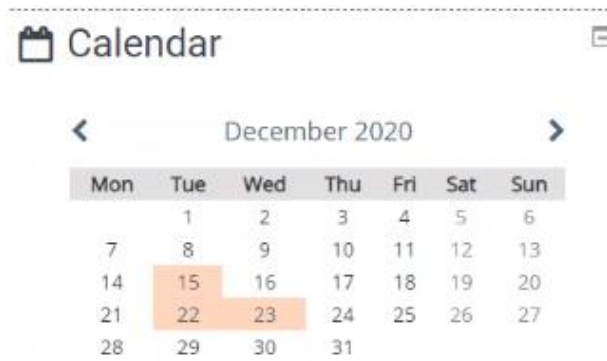 Calendar
December 2020
Mon Tue Wed Thu Fri Sat Sun
1 2 3 4 5 6
7 8 9 10 11 12 13
14 15 16 17 18 19 20
21 22 23 24 25 26 27
28 29 30 31